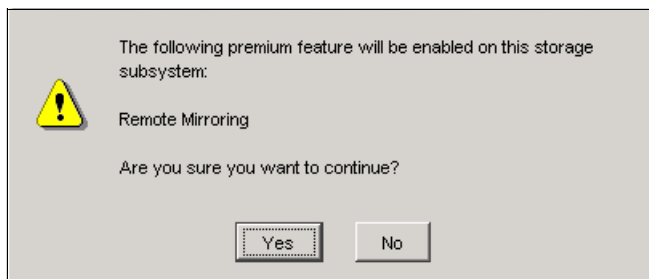 The following premium feature will be enabled on this storage
subsystem:
Remote Mirroring
Are you sure you want to continue?
Yes No